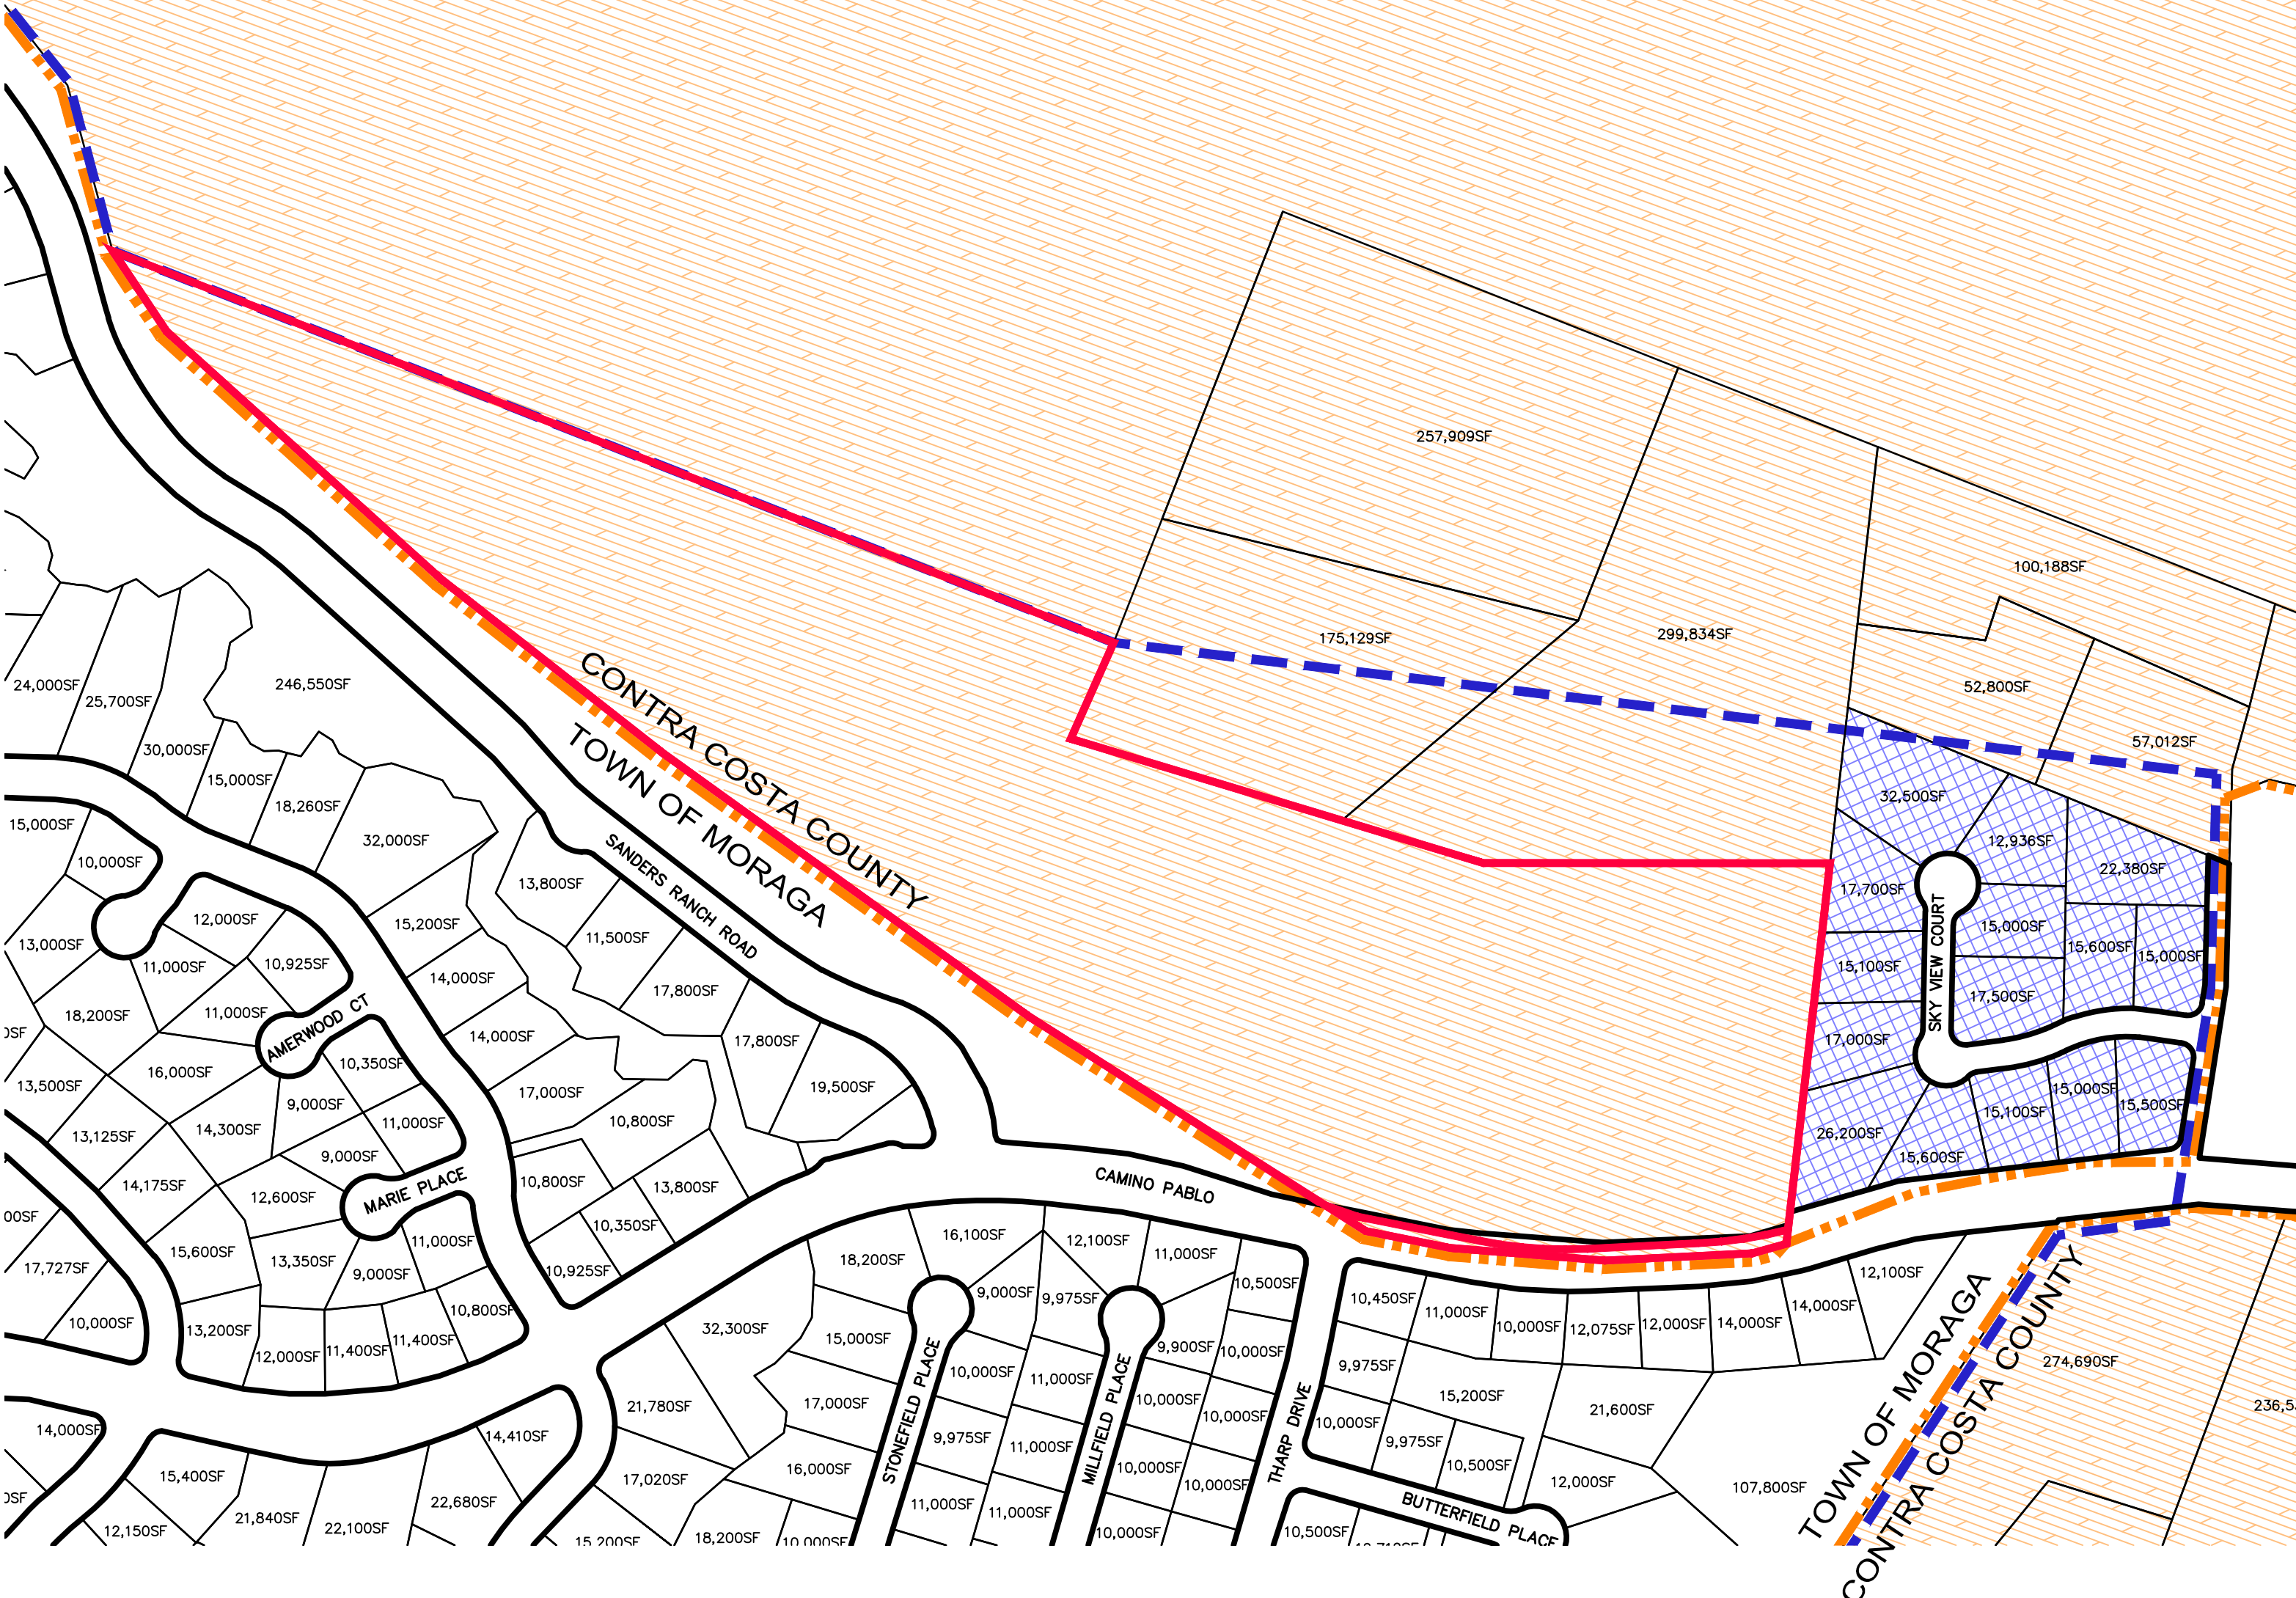 257,909SF
100,188SF
175,129SF
299,834SF
52,800SF
57,012SF
24,000SF
25,700SF
246,550SF
30,000SF
15,000SF
18,260SF
32,000SF
CONTRA COSTA COUNTY
TOWN OF MORAGA
SANDERS RANCH ROAD
32,500SF
12,936SF
22,380SF
17,700SF
15,000SF
15,600SF
15,000SF
15,100SF
17,500SF
17,000SF
SKY VIEW COURT
15,000SF
15,100SF
15,500SF
26,200SF
15,600SF
15,000SF
10,000SF
13,800SF
12,000SF
15,200SF
11,500SF
13,000SF
11,000SF
10,925SF
14,000SF
17,800SF
18,200SF
11,000SF
AMERWOOD CT
14,000SF
17,800SF
0SF
16,000SF
10,350SF
13,500SF
17,000SF
19,500SF
9,000SF
11,000SF
10,800SF
13,125SF
14,300SF
9,000SF
14,175SF
12,600SF
MARIE PLACE
10,800SF
13,800SF
CAMINO PABLO
00SF
15,600SF
13,350SF
11,000SF
10,350SF
16,100SF
12,100SF
11,000SF
17,727SF
9,000SF
10,925SF
18,200SF
9,000SF
9,975SF
10,500SF
10,000SF
13,200SF
10,800SF
12,000SF
11,400SF
11,400SF
32,300SF
15,000SF
STONEFIELD PLACE
10,000SF
11,000SF
MILLFIELD PLACE
9,900SF
10,000SF
THARP DRIVE
10,450SF
11,000SF
10,000SF
12,075SF
12,000SF
14,000SF
14,000SF
12,100SF
9,975SF
15,200SF
21,600SF
TOWN OF MORAGA
CONTRA COSTA COUNTY
274,690SF
236,5
21,780SF
17,000SF
10,000SF
10,000SF
10,000SF
9,975SF
10,500SF
12,000SF
107,800SF
14,000SF
14,410SF
9,975SF
11,000SF
15,400SF
17,020SF
16,000SF
10,000SF
10,000SF
0SF
12,150SF
21,840SF
22,100SF
22,680SF
15,200SF
18,200SF
10,000SF
11,000SF
11,000SF
10,000SF
10,500SF
BUTTERFIELD PLACE